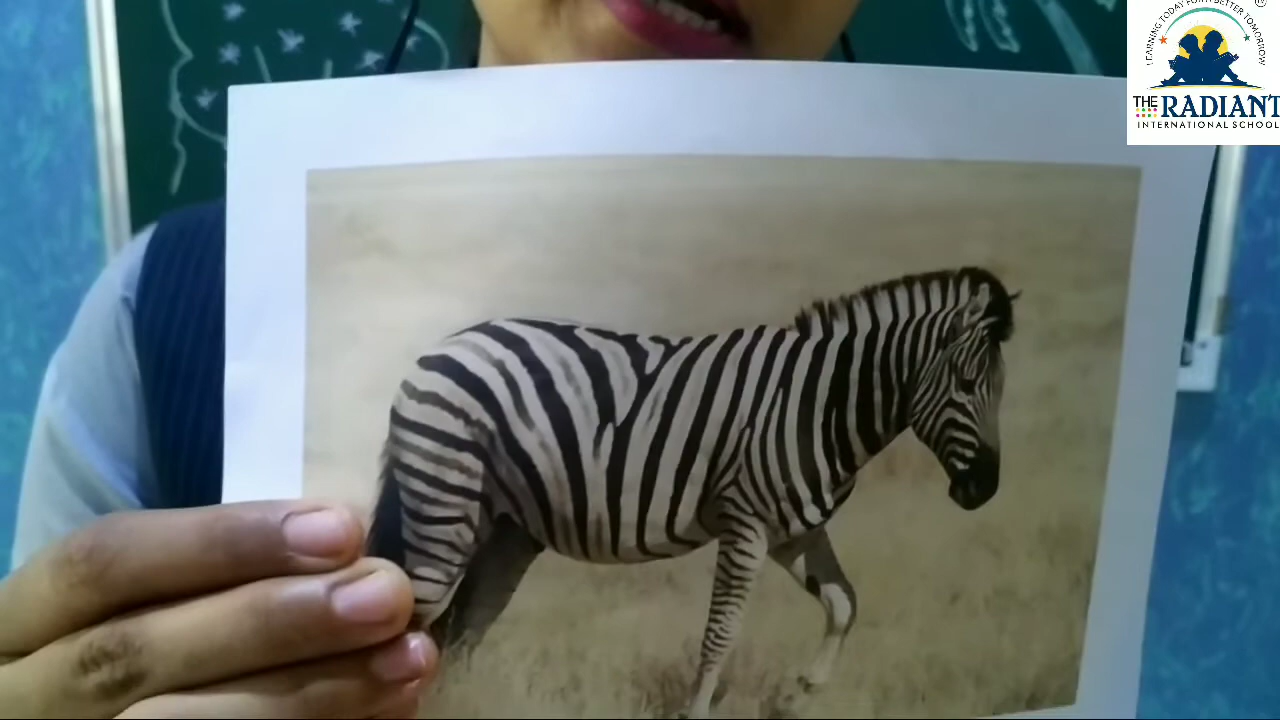 LEARNING TODAY FOR A BETTER TOMORROW
THE RADIANT
INTERNATIONAL SCHOOL